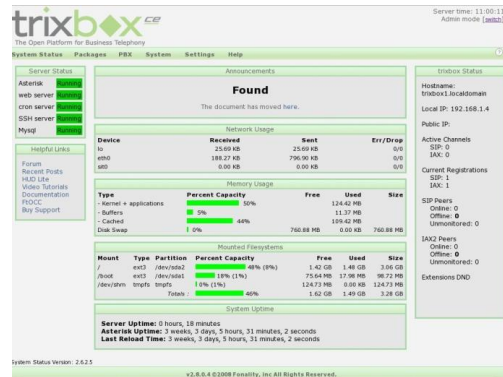 trixbox CE
The Open Platform for Business Telephony
Server time: 11:00:11
Admin mode [switch]
System Status Packages PBX System Settings Help
Server Status
Asterisk Running
web server Running
cron server Running
SSH server Running
Mysql Running
Helpful Links
Forum
Recent Posts
HUD Lite
Video Tutorials
Documentation
FtOCC
Buy Support
Announcements
Found
The document has moved here.
Network Usage
Device Received Sent Err/Drop
lo 25.69 KB 25.69 KB 0/0
eth0 188.27 KB 796.90 KB 0/0
sit0 0.00 KB 0.00 KB 0/0
Memory Usage
Type Percent Capacity Free Used Size
- Kernel + applications 50% 124.42 MB
- Buffers 5% 11.37 MB
- Cached 44% 109.42 MB
Disk Swap 0% 760.88 MB 0.00 KB 760.88 MB
Mounted Filesystems
Mount Type Partition Percent Capacity Free Used Size
/ ext3 /dev/sda2 48% (8%) 1.42 GB 1.48 GB 3.06 GB
/boot ext3 /dev/sda1 18% (1%) 75.64 MB 17.98 MB 98.72 MB
/dev/shm tmpfs tmpfs 0% (1%) 124.73 MB 0.00 KB 124.73 MB
Totals : 46% 1.62 GB 1.49 GB 3.28 GB
System Uptime
Server Uptime: 0 hours, 18 minutes
Asterisk Uptime: 3 weeks, 3 days, 5 hours, 31 minutes, 2 seconds
Last Reload Time: 3 weeks, 3 days, 5 hours, 31 minutes, 2 seconds
trixbox Status
Hostname:
trixbox1.localdomain
Local IP: 192.168.1.4
Public IP:
Active Channels
SIP: 0
IAX: 0
Current Registrations
SIP: 1
IAX: 1
SIP Peers
Online: 0
Offline: 0
Unmonitored: 0
IAX2 Peers
Online: 0
Offline: 0
Unmonitored: 0
Extensions DND
System Status Version: 2.6.2.5
v2.8.0.4 ©2008 Fonality, Inc All Rights Reserved.